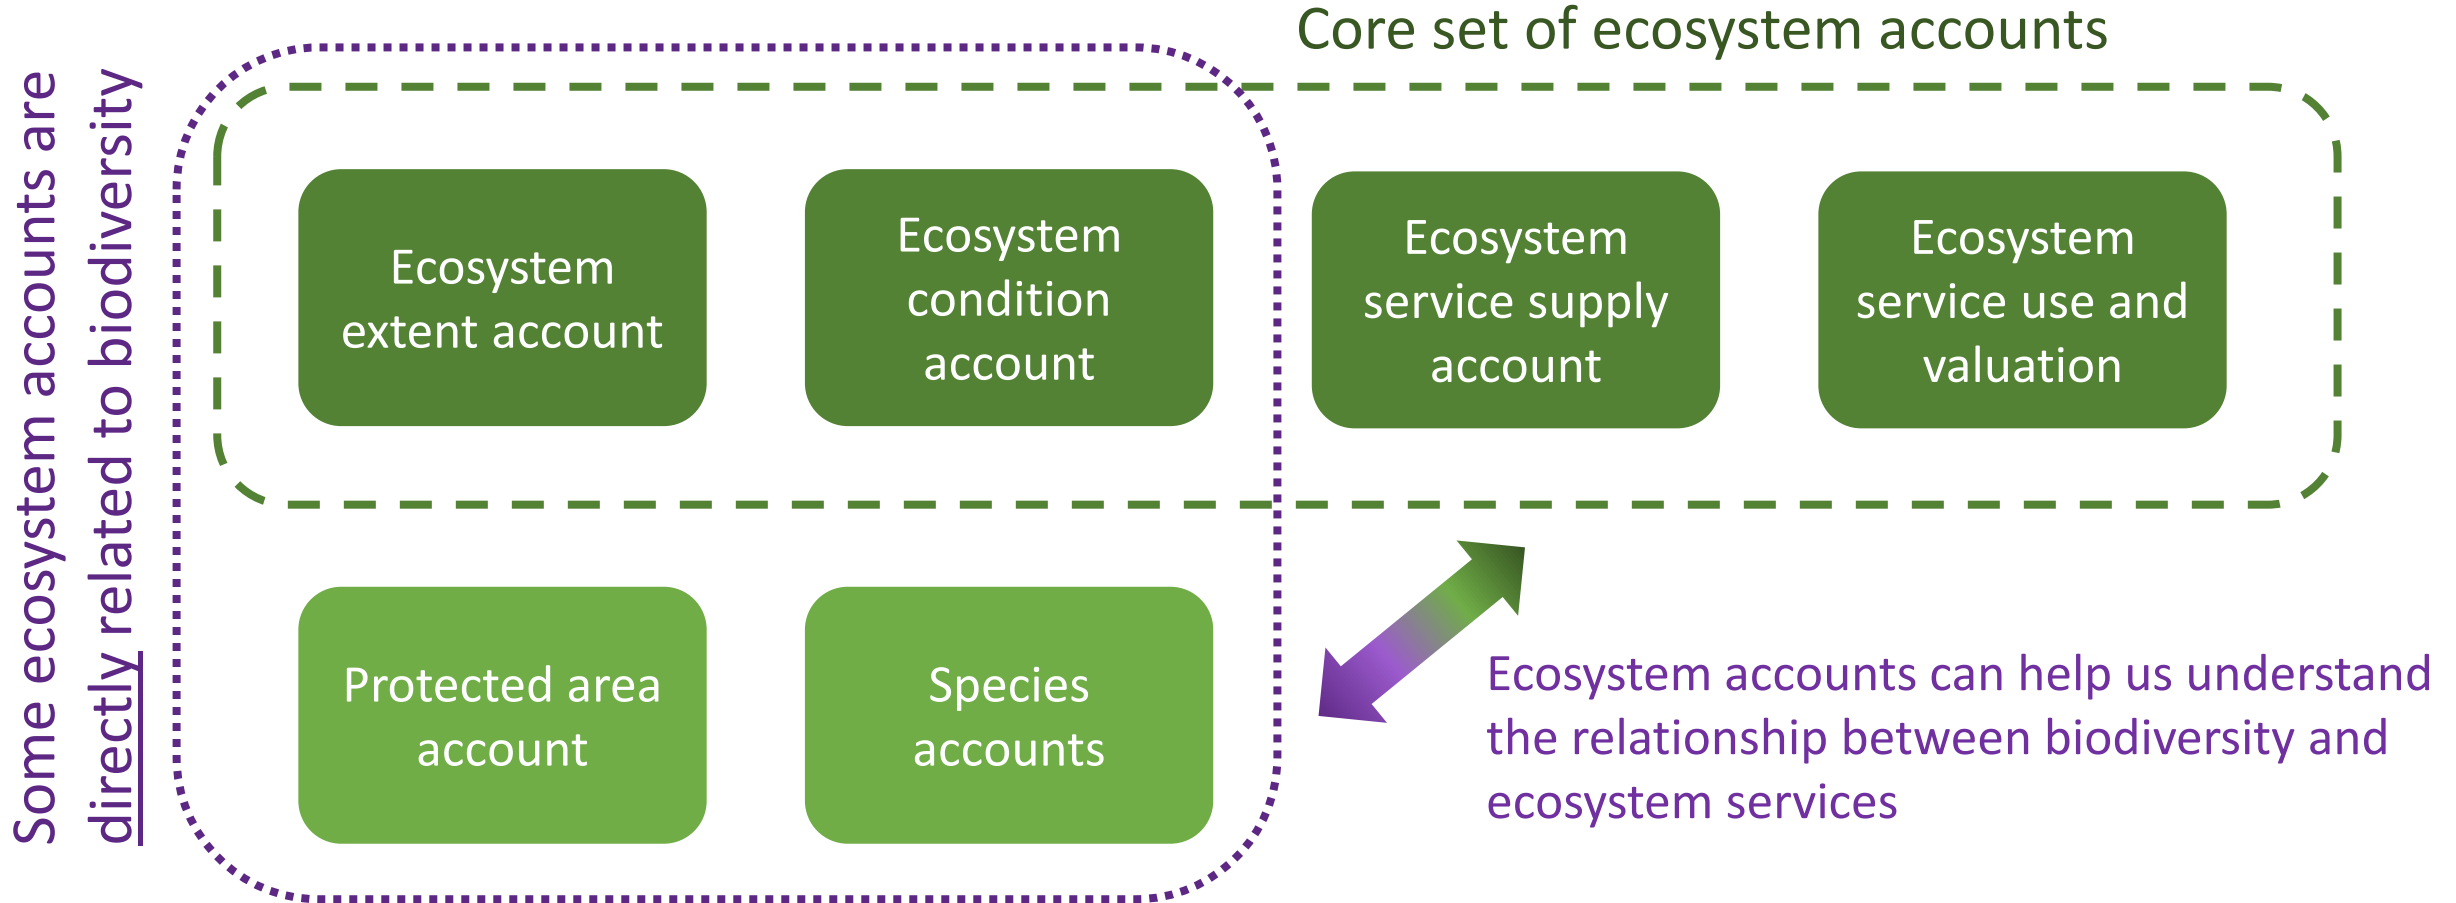 Core set of ecosystem accounts
Some ecosystem accounts are
directly related to biodiversity
Ecosystem
extent account
Ecosystem
condition
account
Ecosystem
service supply
account
Ecosystem
service use and
valuation
Protected area
account
Species
accounts
Ecosystem accounts can help us understand
the relationship between biodiversity and
ecosystem services